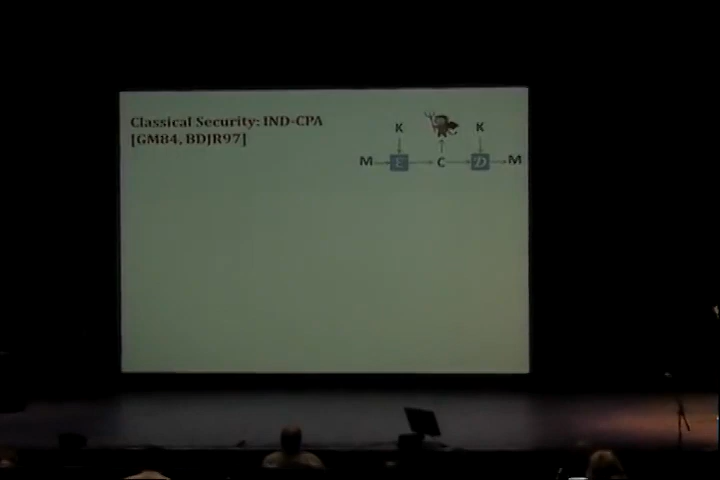 Classical Security: IND-CPA
[GM84, BDJR97]
K K
M E C D M